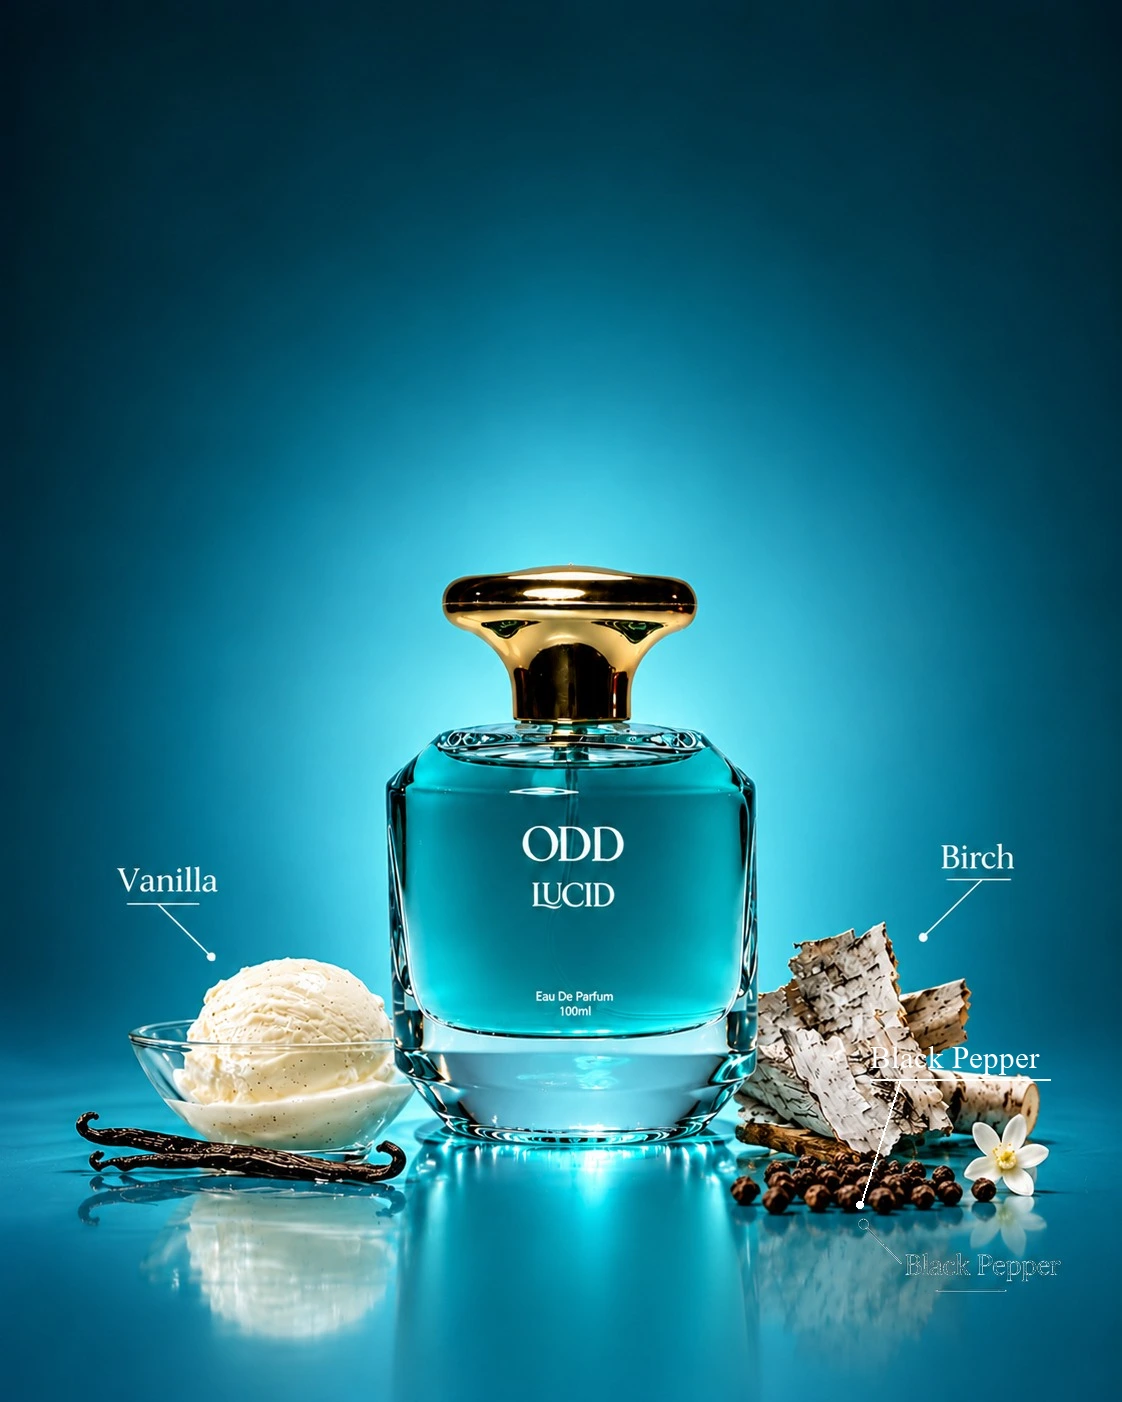 ODD
LUCID
Eau De Parfum
100ml
Vanilla
Birch
Black Pepper
Black Pepper